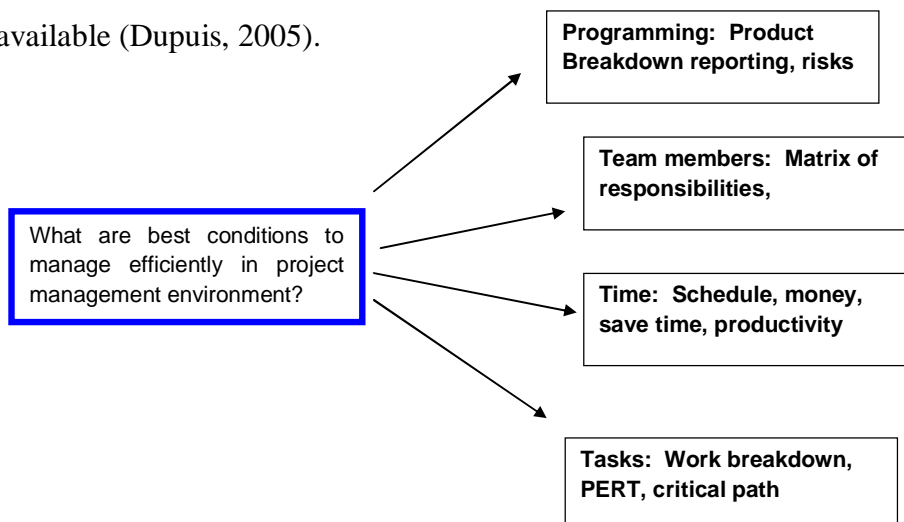 available (Dupuis, 2005).
Programming: Product
Breakdown reporting, risks
Team members: Matrix of
responsibilities,
What are best conditions to
manage efficiently in project
management environment?
Time: Schedule, money,
save time, productivity
Tasks: Work breakdown,
PERT, critical path